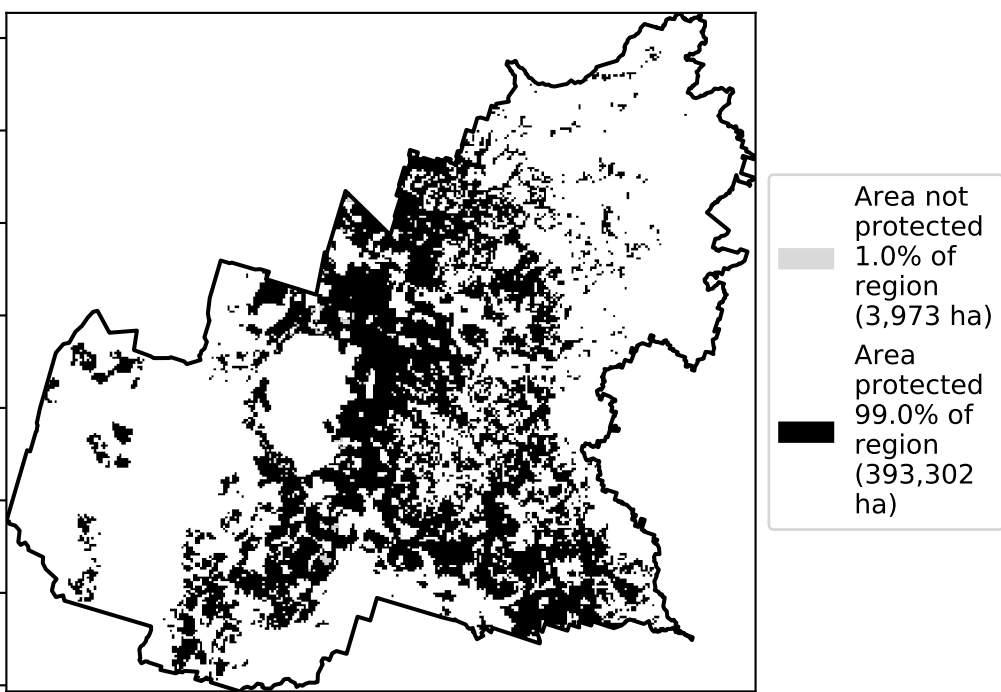 Area not
protected
1.0% of
region
(3,973 ha)
Area
protected
99.0% of
region
(393,302
ha)